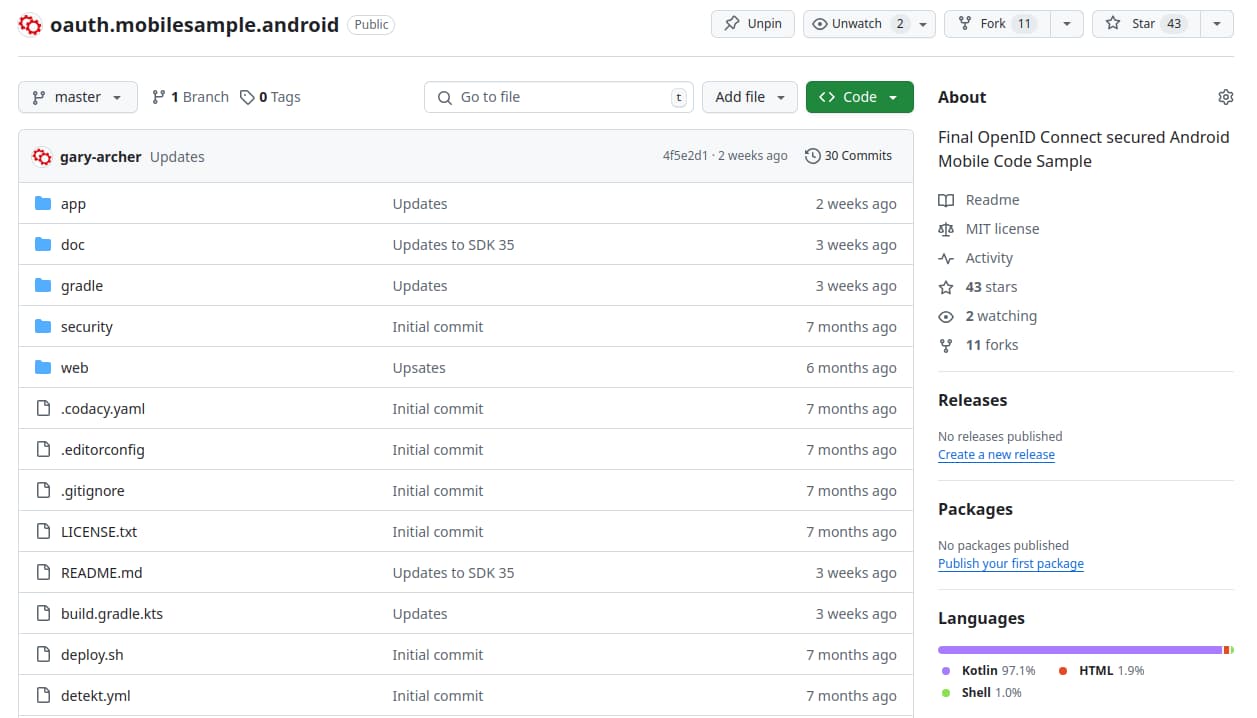 oauth.mobilesample.android Public Unpin Unwatch 2 Fork 11 Star 43
master 1 Branch 0 Tags Go to file t Add file Code
gary-archer Updates 4f5e2d1 · 2 weeks ago 30 Commits
app Updates 2 weeks ago
doc Updates to SDK 35 3 weeks ago
gradle Updates 3 weeks ago
security Initial commit 7 months ago
web Upsates 6 months ago
.codacy.yaml Initial commit 7 months ago
.editorconfig Initial commit 7 months ago
.gitignore Initial commit 7 months ago
LICENSE.txt Initial commit 7 months ago
README.md Updates to SDK 35 3 weeks ago
build.gradle.kts Updates 3 weeks ago
deploy.sh Initial commit 7 months ago
detekt.yml Initial commit 7 months ago
About
Final OpenID Connect secured Android
Mobile Code Sample
Readme
MIT license
Activity
43 stars
2 watching
11 forks
Releases
No releases published
Create a new release
Packages
No packages published
Publish your first package
Languages
Kotlin 97.1% HTML 1.9%
Shell 1.0%